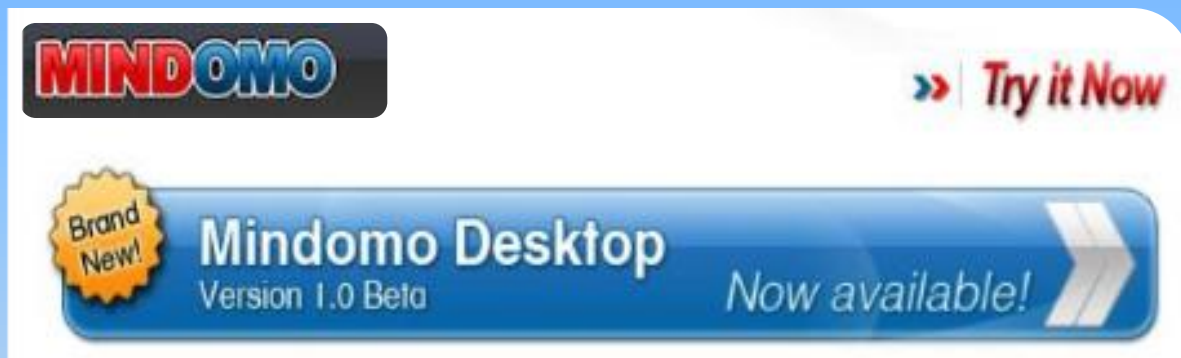 MINDOMO
Try it Now
Brand
New!
Mindomo Desktop
Version 1.0 Beta
Now available!